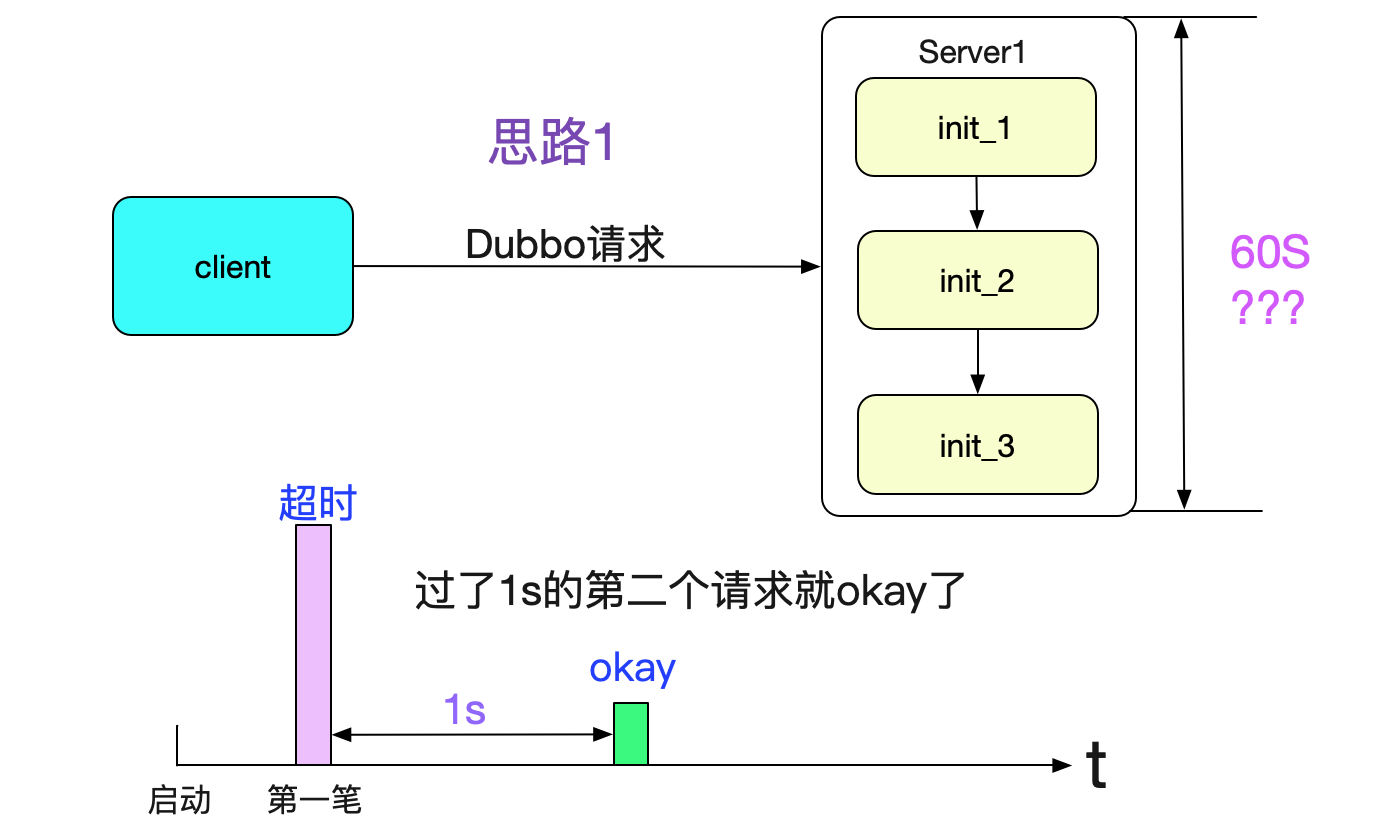 Server1
init_1
思路1
Dubbo请求
client
init_2
60S
???
init_3
超时
过了1s的第二个请求就okay了
okay
1s
t
启动
第一笔